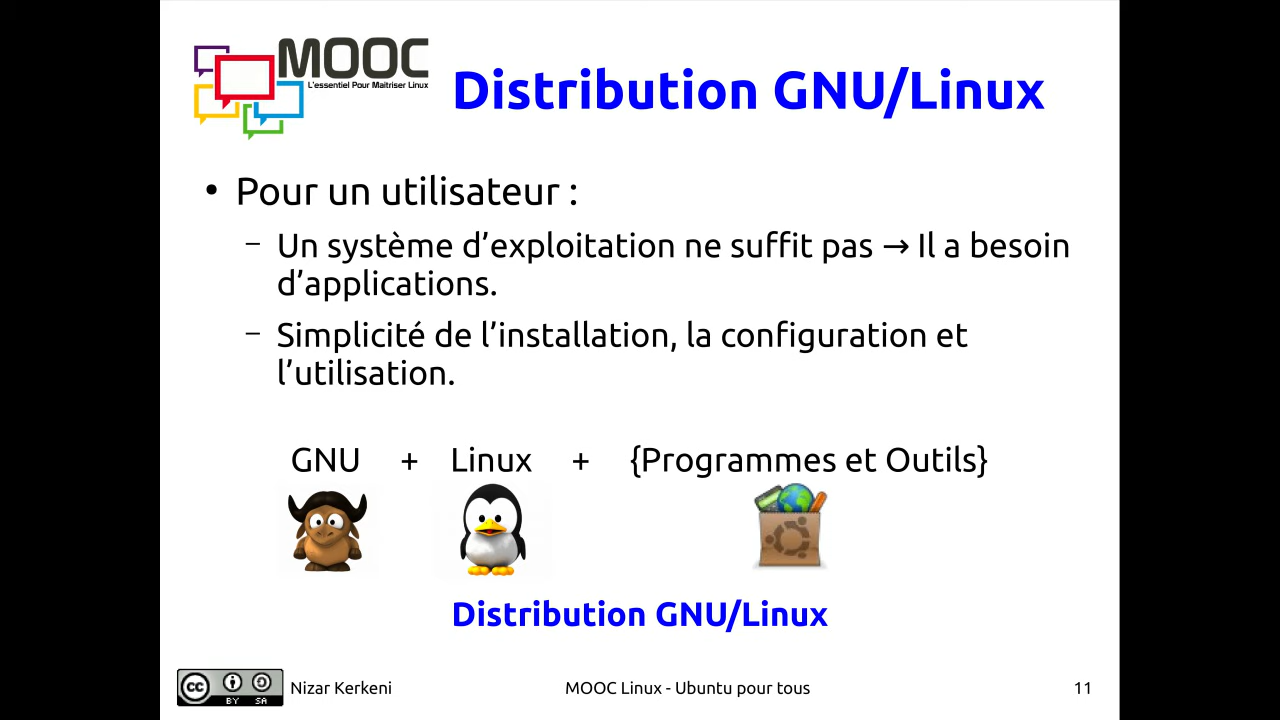 MOOC
L'essentiel Pour Maitriser Linux
Distribution GNU/Linux
• Pour un utilisateur :
– Un système d’exploitation ne suffit pas → Il a besoin
d’applications.
– Simplicité de l’installation, la configuration et
l’utilisation.
GNU + Linux + {Programmes et Outils}
Distribution GNU/Linux
cc BY SA Nizar Kerkeni MOOC Linux - Ubuntu pour tous 11